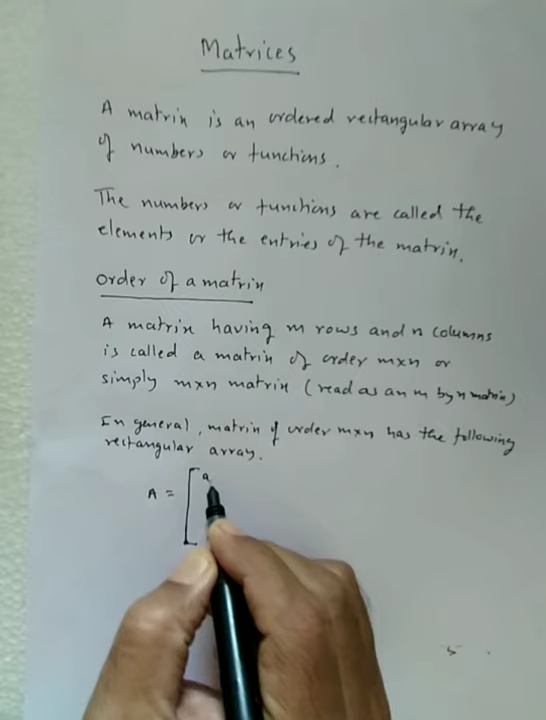 Matrices
A matrix is an ordered rectangular array
of numbers or functions.
The numbers or functions are called the
elements or the entries of the matrix.
Order of a matrix
A matrix having m rows and n columns
is called a matrix of order m×n or
simply m×n matrix (read as an m by n matrix)
In general, matrix of order m×n has the following
rectangular array.
A = [ a